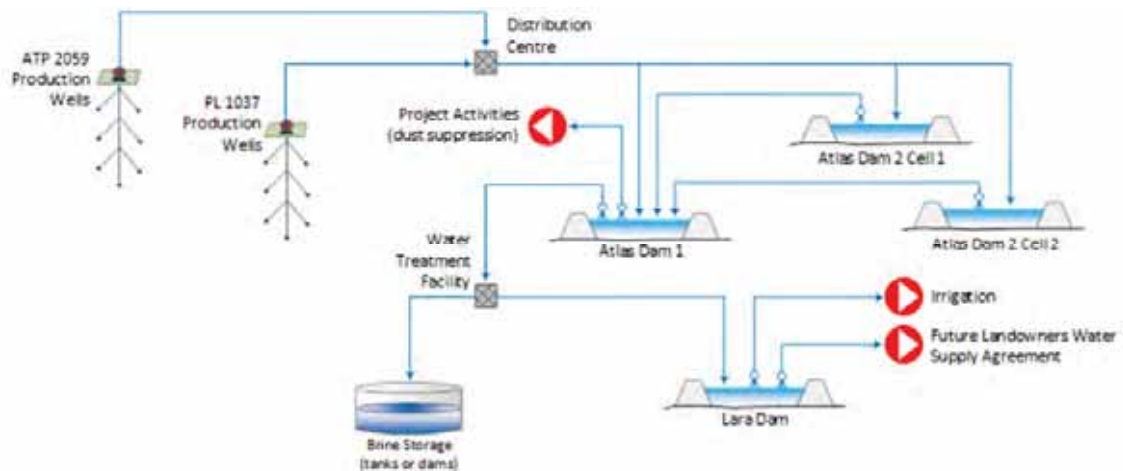 Distribution
Centre
ATP 2059
Production
Wells
PL 1037
Production
Wells
Project Activities
(dust suppression)
Atlas Dam 2 Cell 1
Atlas Dam 1
Atlas Dam 2 Cell 2
Water
Treatment
Facility
Irrigation
Future Landowners Water
Supply Agreement
Lara Dam
Brine Storage
(tanks or dams)